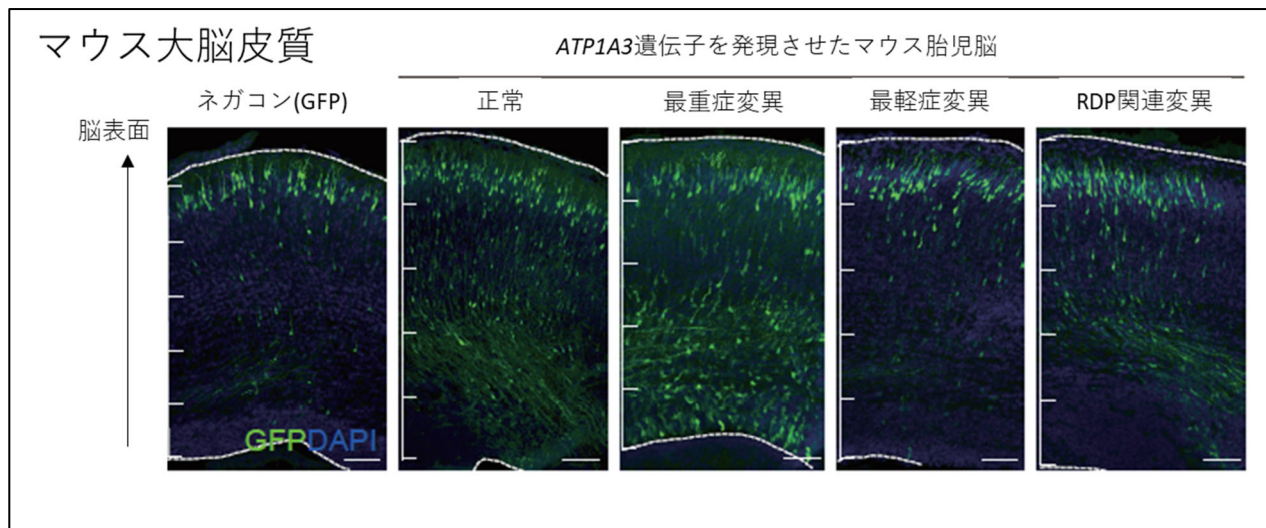 マウス大脳皮質
ATP1A3遺伝子を発現させたマウス胎児脳
ネガコン(GFP)
正常
最重症変異
最軽症変異
RDP関連変異
脳表面
GFPDAPI